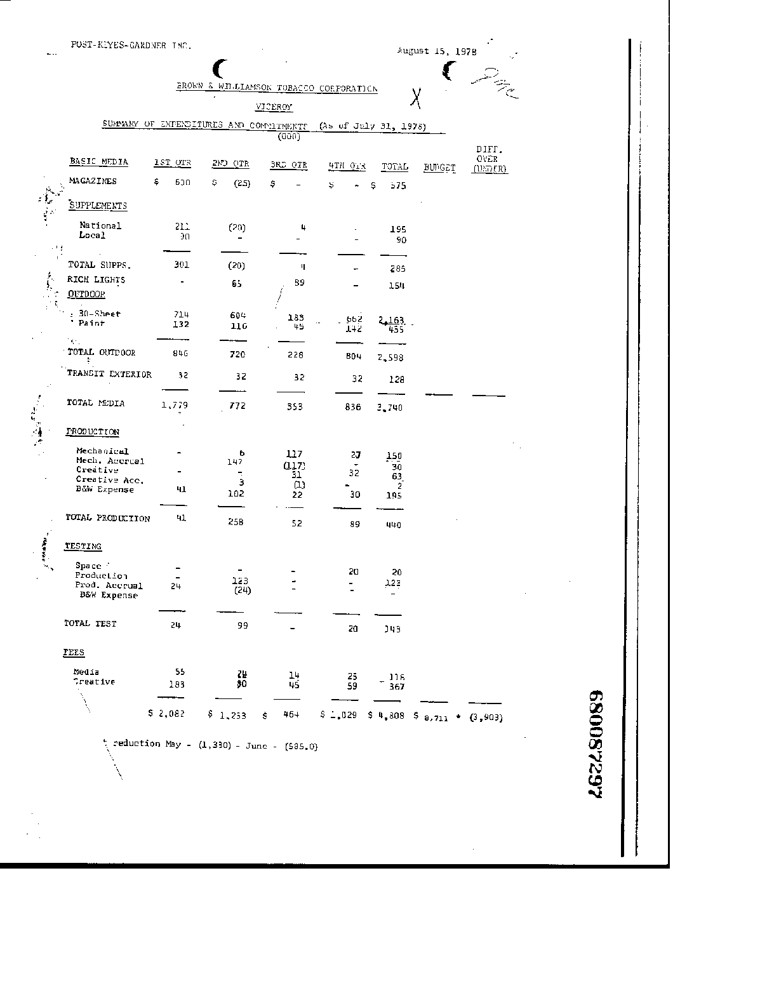 POST-KEYES-GARDNER INC.
August 15, 1978
BROWN & WILLIAMSON TOBACCO CORPORATION
X
VICEROY
SUMMARY OF EXPENDITURES AND COMMITMENTS (As of July 31, 1978)
(000)
BASIC MEDIA 1ST QTR 2ND QTR 3RD QTR 4TH QTR TOTAL BUDGET DIFF. OVER (UNDER)
MAGAZINES $ 600 $ (25) $ - $ - $ 575
SUPPLEMENTS
National 211 (20) 4 - 195
Local 90 - - 90
TOTAL SUPPS. 301 (20) 4 - 285
RICH LIGHTS - 65 89 - 154
OUTDOOR
30-Sheet 714 604 183 662 2,163
Paint 132 116 45 142 435
TOTAL OUTDOOR 846 720 228 804 2,598
TRANSIT EXTERIOR 32 32 32 32 128
TOTAL MEDIA 1,779 772 353 836 3,740
PRODUCTION
Mechanical - 6 117 27 150
Mech. Accrual 147 (117) - 30
Creative - - 31 32 63
Creative Acc. 3 (1) - 2
B&W Expense 41 102 22 30 195
TOTAL PRODUCTION 41 258 52 89 440
TESTING
Space - - - 20 20
Production - 123 - - 123
Prod. Accrual 24 (24) - - -
B&W Expense
TOTAL TEST 24 99 - 20 143
FEES
Media 55 24 14 25 118
Creative 183 80 45 59 367
$ 2,082 $ 1,233 $ 464 $ 1,029 $ 4,808 $ 8,711 * (3,903)
* reduction May - (1,330) - June - (585.0)
680087297